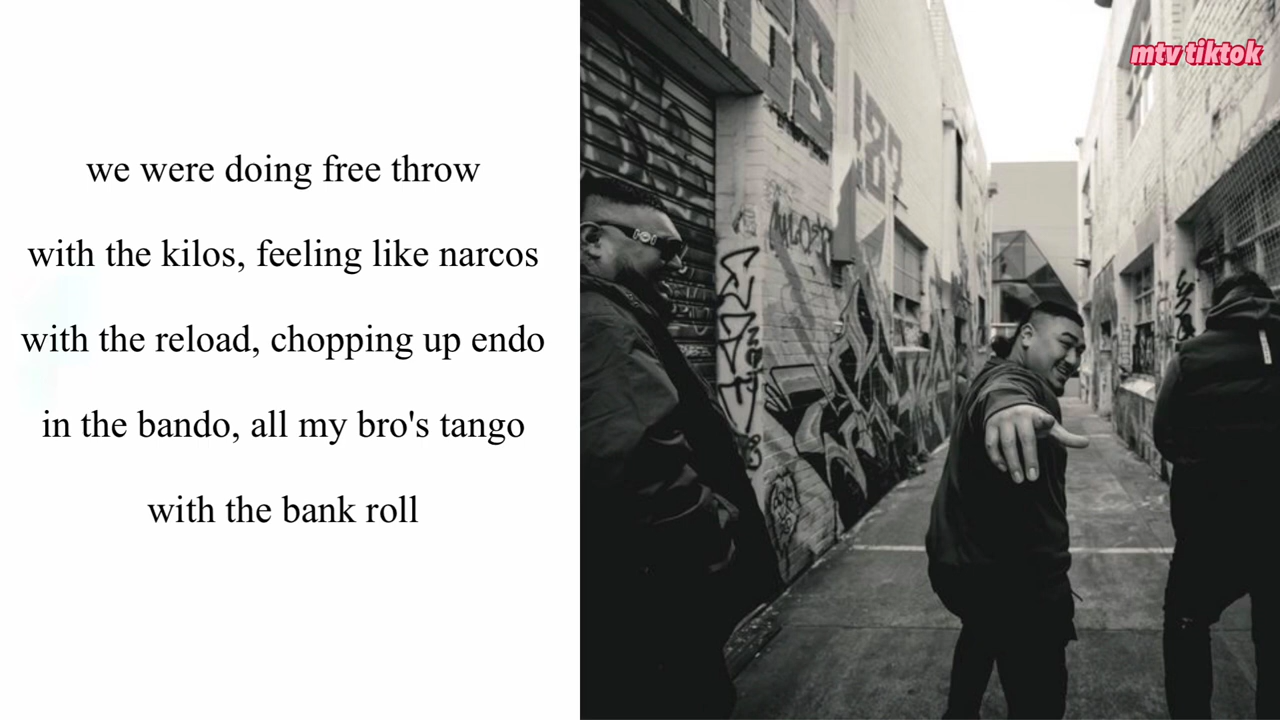 we were doing free throw
with the kilos, feeling like narcos
with the reload, chopping up endo
in the bando, all my bro's tango
with the bank roll
mtv tiktok